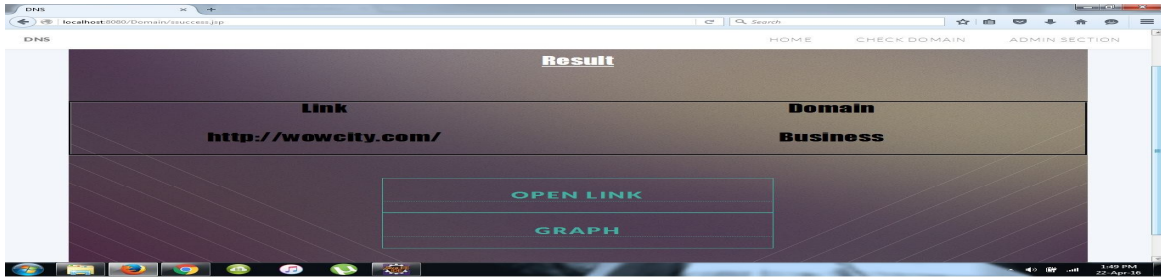 DNS
localhost:8080/Domain/ssuccess.jsp
Search
DNS HOME CHECK DOMAIN ADMIN SECTION
Result
Link Domain
http://wowcity.com/ Business
OPEN LINK
GRAPH
1:49 PM
22-Apr-16